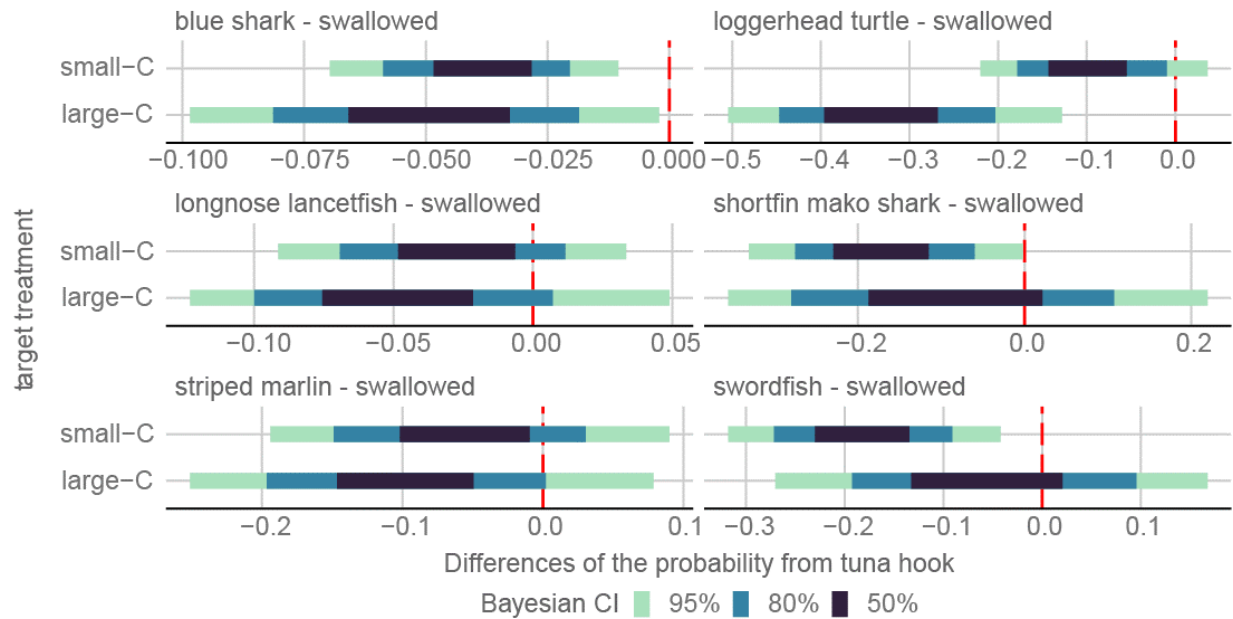 blue shark - swallowed
loggerhead turtle - swallowed
small−C
large−C
−0.100 −0.075 −0.050 −0.025 0.000
−0.5 −0.4 −0.3 −0.2 −0.1 0.0
longnose lancetfish - swallowed
shortfin mako shark - swallowed
small−C
large−C
−0.10 −0.05 0.00 0.05
−0.2 0.0 0.2
striped marlin - swallowed
swordfish - swallowed
small−C
large−C
−0.2 −0.1 0.0 0.1
−0.3 −0.2 −0.1 0.0 0.1
target treatment
Differences of the probability from tuna hook
Bayesian CI 95% 80% 50%